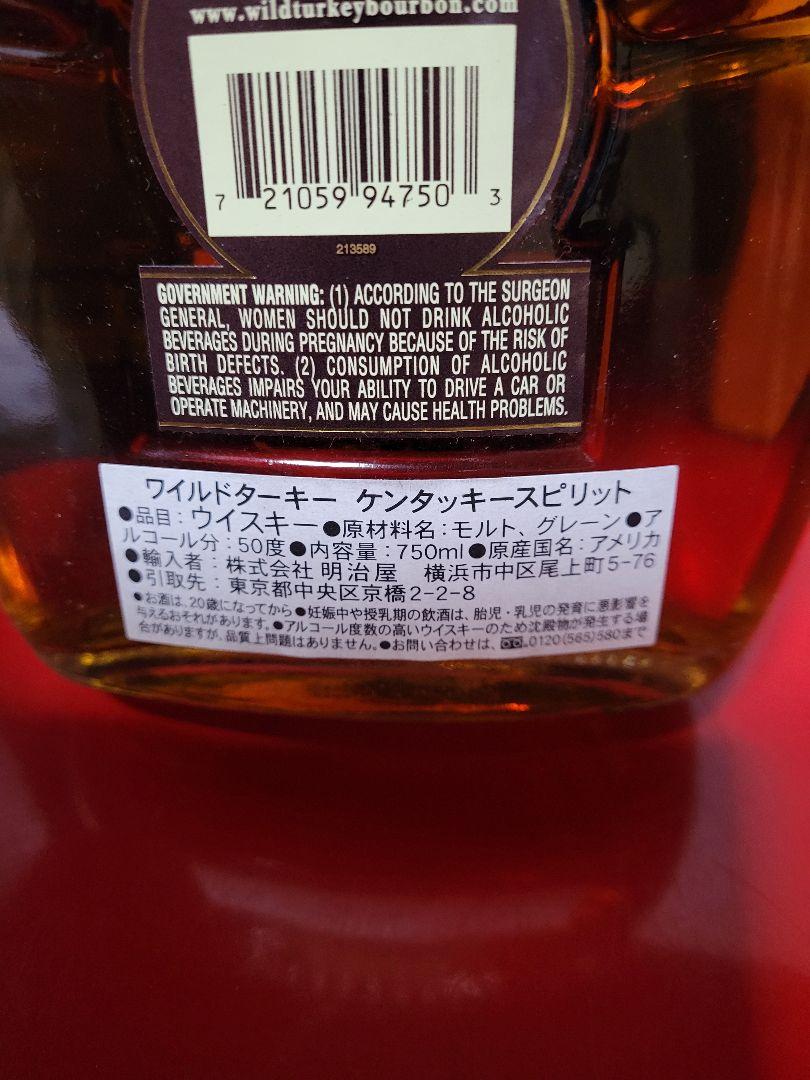 www.wildturkeybourbon.com
7 21059 94750 3
213589
GOVERNMENT WARNING: (1) ACCORDING TO THE SURGEON
GENERAL, WOMEN SHOULD NOT DRINK ALCOHOLIC
BEVERAGES DURING PREGNANCY BECAUSE OF THE RISK OF
BIRTH DEFECTS. (2) CONSUMPTION OF ALCOHOLIC
BEVERAGES IMPAIRS YOUR ABILITY TO DRIVE A CAR OR
OPERATE MACHINERY, AND MAY CAUSE HEALTH PROBLEMS.
ワイルドターキー ケンタッキースピリット
●品目：ウイスキー●原材料名：モルト、グレーン●ア
ルコール分：50度●内容量：750ml●原産国名：アメリカ
●輸入者：株式会社 明治屋 横浜市中区尾上町5-76
●引取先：東京都中央区京橋2-2-8
●お酒は、20歳になってから●妊娠中や授乳期の飲酒は、胎児・乳児の発育に悪影響を
与えるおそれがあります。●アルコール度数の高いウイスキーのため沈殿物が発生する場
合がありますが、品質上問題はありません。●お問い合わせは、0120(565)580まで